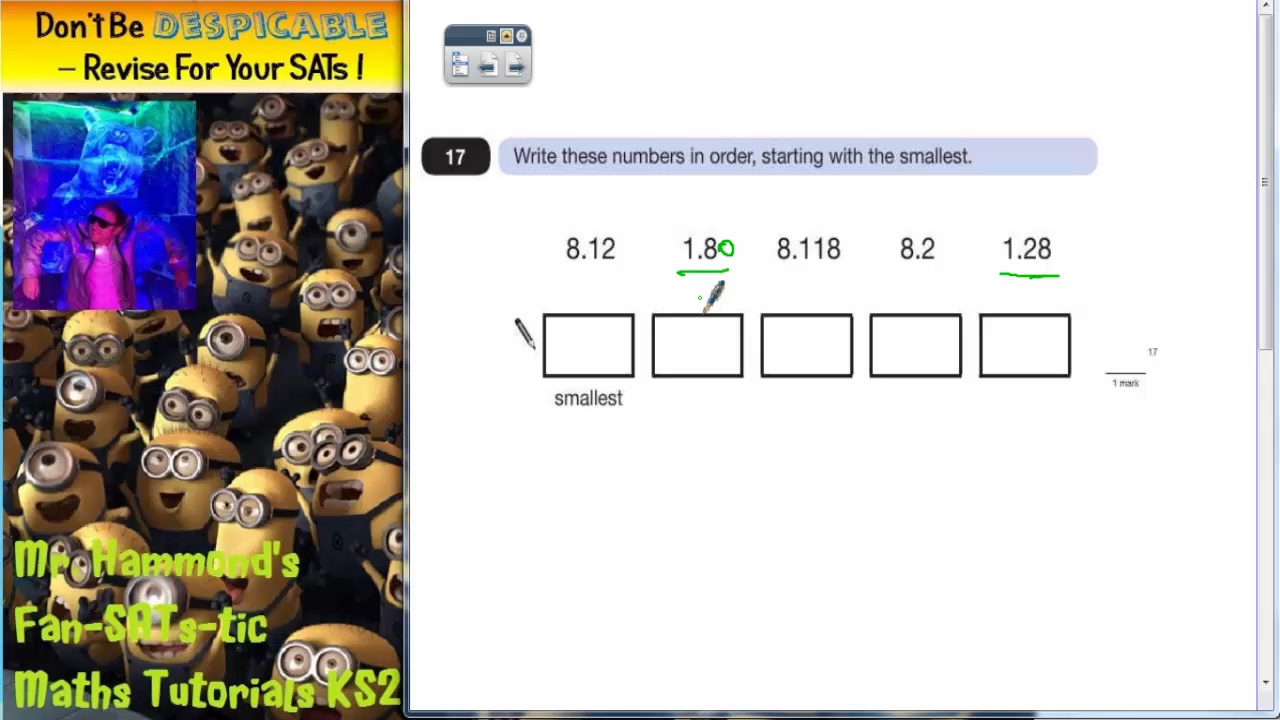 Don't Be DESPICABLE
– Revise For Your SATs !
Mr. Hammond's
Fan-SATs-tic
Maths Tutorials KS2
17
Write these numbers in order, starting with the smallest.
8.12 1.80 8.118 8.2 1.28
smallest
17
1 mark